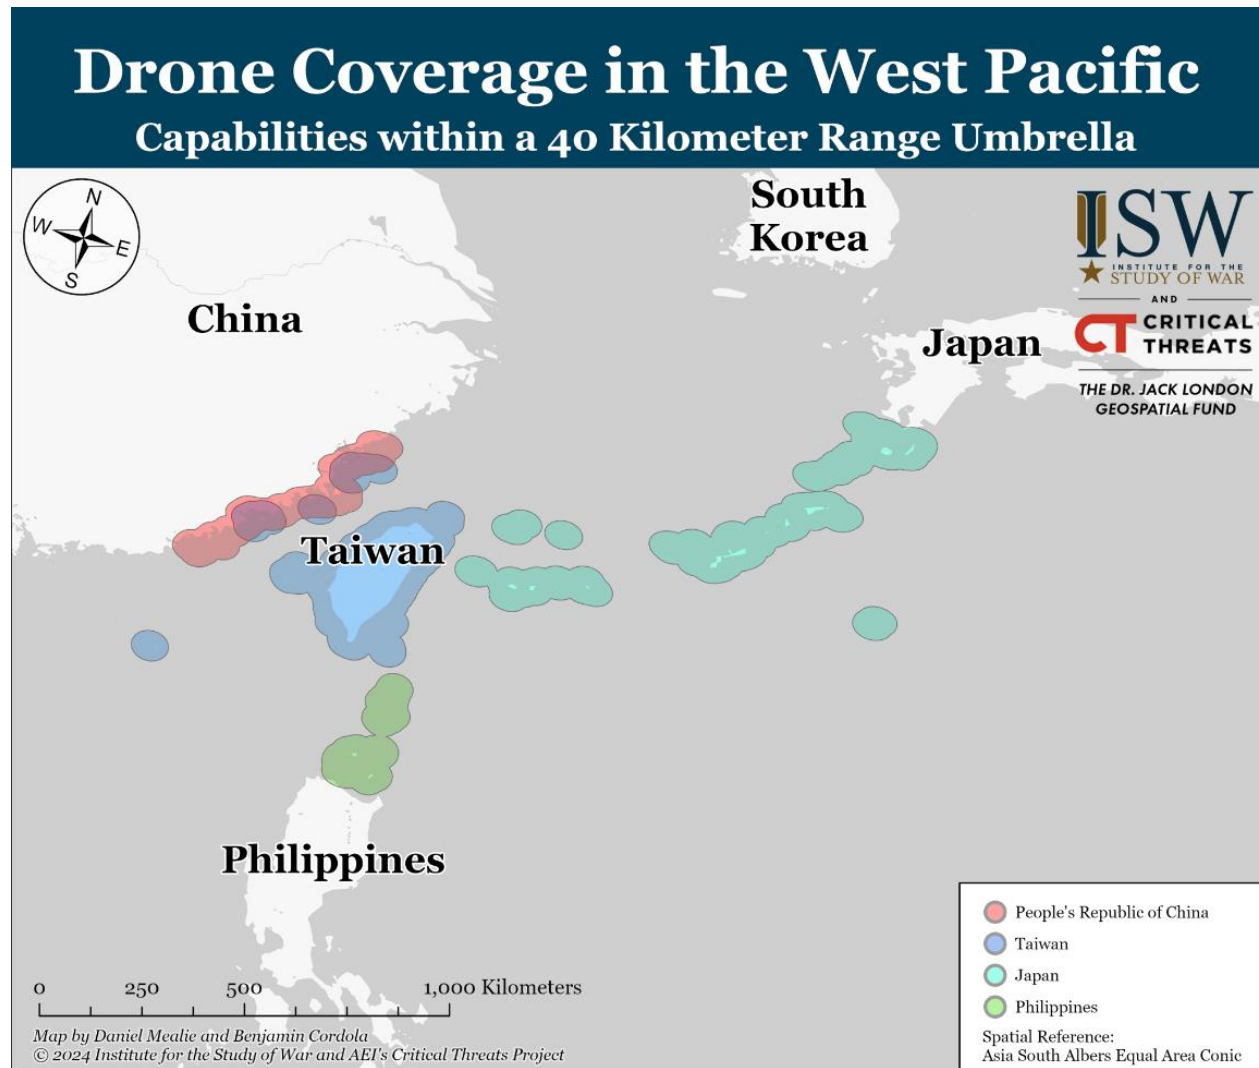 Drone Coverage in the West Pacific
Capabilities within a 40 Kilometer Range Umbrella
N
W
E
S
South
Korea
ISW
INSTITUTE FOR THE
STUDY OF WAR
AND
CT CRITICAL
THREATS
THE DR. JACK LONDON
GEOSPATIAL FUND
China
Japan
Taiwan
Philippines
People's Republic of China
Taiwan
Japan
Philippines
Spatial Reference:
Asia South Albers Equal Area Conic
0 250 500 1,000 Kilometers
Map by Daniel Mealie and Benjamin Cordola
© 2024 Institute for the Study of War and AEI's Critical Threats Project